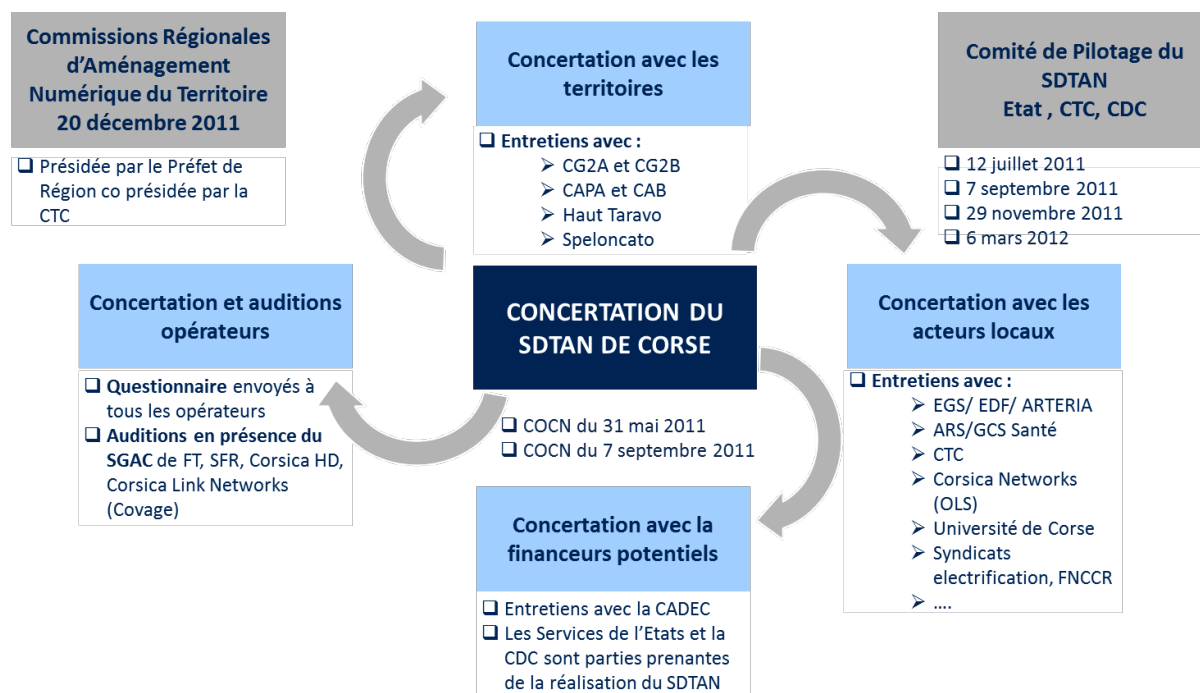 Commissions Régionales
d'Aménagement
Numérique du Territoire
20 décembre 2011
❑ Présidée par le Préfet de
Région co présidée par la
CTC
Concertation avec les
territoires
❑ Entretiens avec :
➢ CG2A et CG2B
➢ CAPA et CAB
➢ Haut Taravo
➢ Speloncato
Comité de Pilotage du
SDTAN
Etat , CTC, CDC
❑ 12 juillet 2011
❑ 7 septembre 2011
❑ 29 novembre 2011
❑ 6 mars 2012
Concertation et auditions
opérateurs
❑ Questionnaire envoyés à
tous les opérateurs
❑ Auditions en présence du
SGAC de FT, SFR, Corsica HD,
Corsica Link Networks
(Covage)
CONCERTATION DU
SDTAN DE CORSE
❑ COCN du 31 mai 2011
❑ COCN du 7 septembre 2011
Concertation avec les
acteurs locaux
❑ Entretiens avec :
➢ EGS/ EDF/ ARTERIA
➢ ARS/GCS Santé
➢ CTC
➢ Corsica Networks
(OLS)
➢ Université de Corse
➢ Syndicats
electrification, FNCCR
➢ ....
Concertation avec la
financeurs potentiels
❑ Entretiens avec la CADEC
❑ Les Services de l'Etats et la
CDC sont parties prenantes
de la réalisation du SDTAN